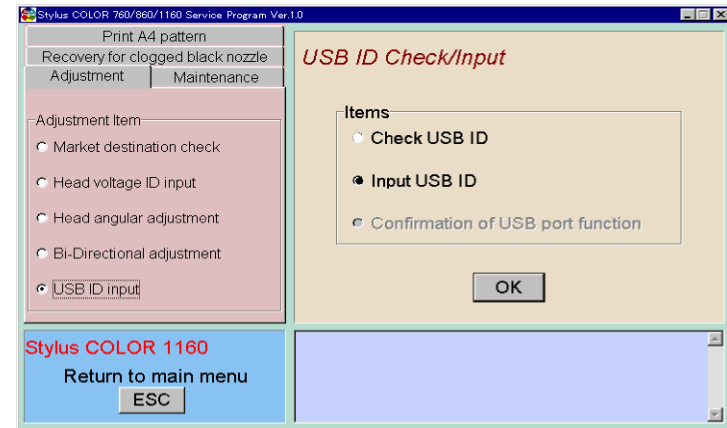 Stylus COLOR 760/860/1160 Service Program Ver.1.0
Print A4 pattern
Recovery for clogged black nozzle
Adjustment
Maintenance
Adjustment Item
Market destination check
Head voltage ID input
Head angular adjustment
Bi-Directional adjustment
USB ID input
USB ID Check/Input
Items
Check USB ID
Input USB ID
Confirmation of USB port function
OK
Stylus COLOR 1160
Return to main menu
ESC